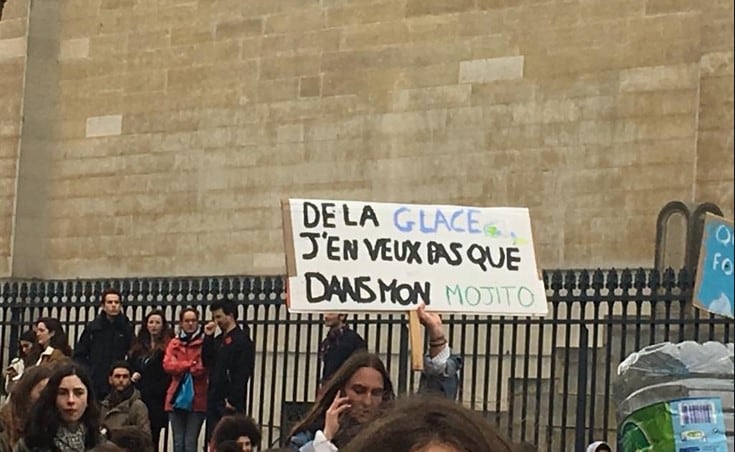 DE LA GLACE
J'EN VEUX PAS QUE
DANS MON MOJITO